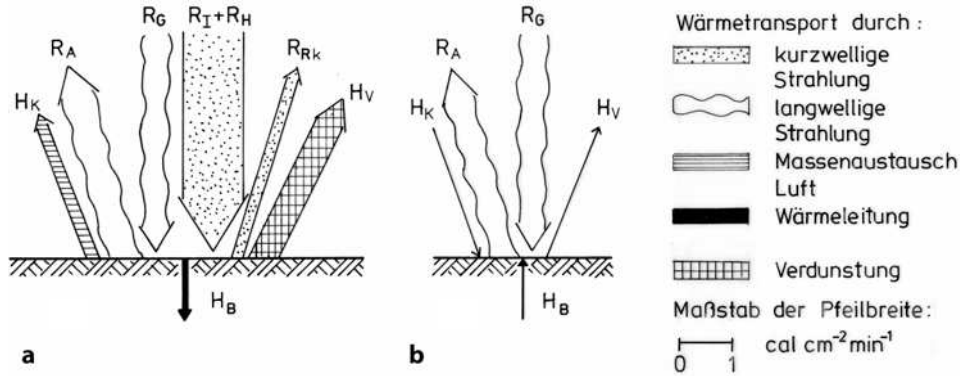 R_G R_I+R_H
R_A R_Rk
H_K H_V
H_B
a
R_G
R_A
H_K H_V
H_B
b
Wärmetransport durch :
kurzwellige
Strahlung
langwellige
Strahlung
Massenaustausch
Luft
Wärmeleitung
Verdunstung
Maßstab der Pfeilbreite:
0 1 cal cm⁻² min⁻¹